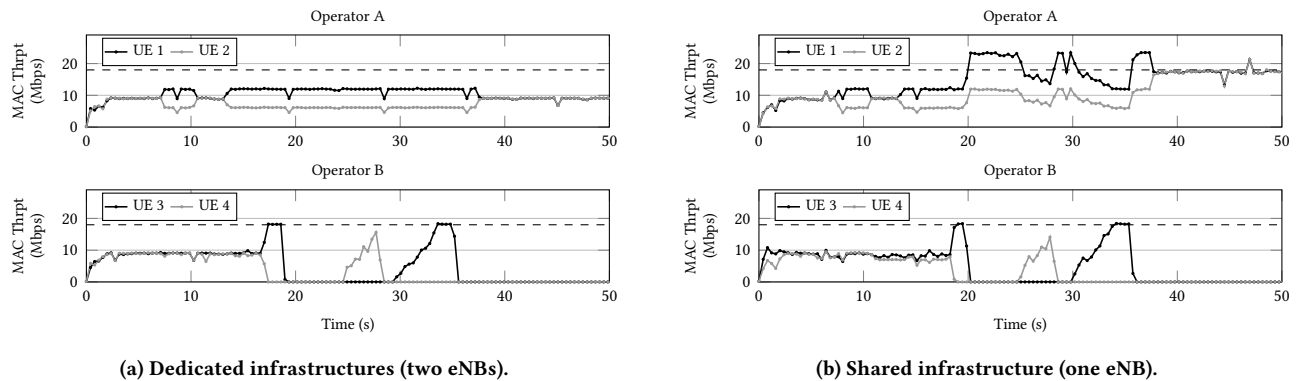 Operator A
MAC Thrpt
(Mbps)
20
10
0
UE 1 UE 2
0 10 20 30 40 50
Operator B
MAC Thrpt
(Mbps)
20
10
0
UE 3 UE 4
0 10 20 30 40 50
Time (s)
(a) Dedicated infrastructures (two eNBs).
Operator A
MAC Thrpt
(Mbps)
20
10
0
UE 1 UE 2
0 10 20 30 40 50
Operator B
MAC Thrpt
(Mbps)
20
10
0
UE 3 UE 4
0 10 20 30 40 50
Time (s)
(b) Shared infrastructure (one eNB).